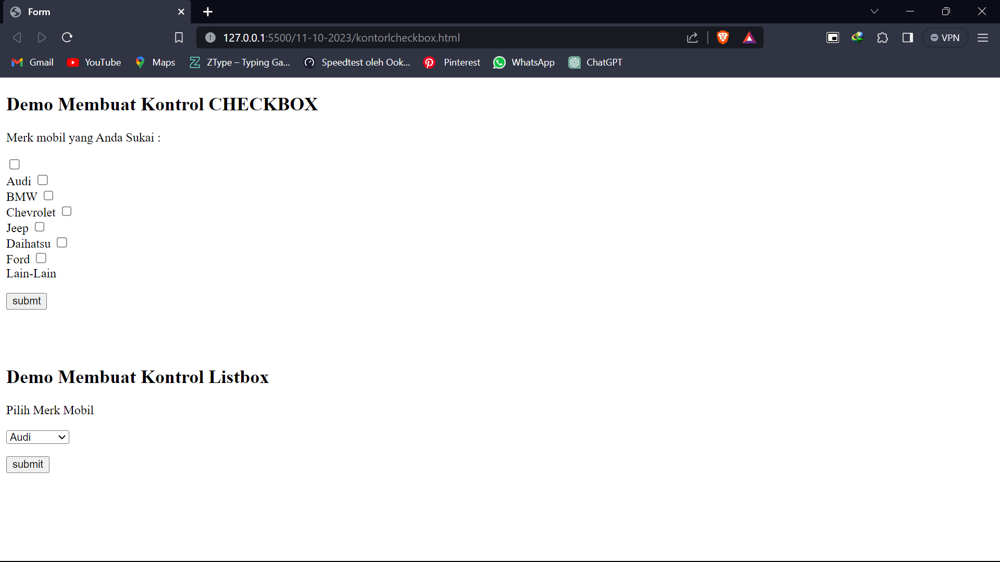 Form
127.0.0.1:5500/11-10-2023/kontorlcheckbox.html
VPN
Gmail YouTube Maps ZType – Typing Ga... Speedtest oleh Ook... Pinterest WhatsApp ChatGPT
Demo Membuat Kontrol CHECKBOX
Merk mobil yang Anda Sukai :
Audi
BMW
Chevrolet
Jeep
Daihatsu
Ford
Lain-Lain
submt
Demo Membuat Kontrol Listbox
Pilih Merk Mobil
Audi
submit